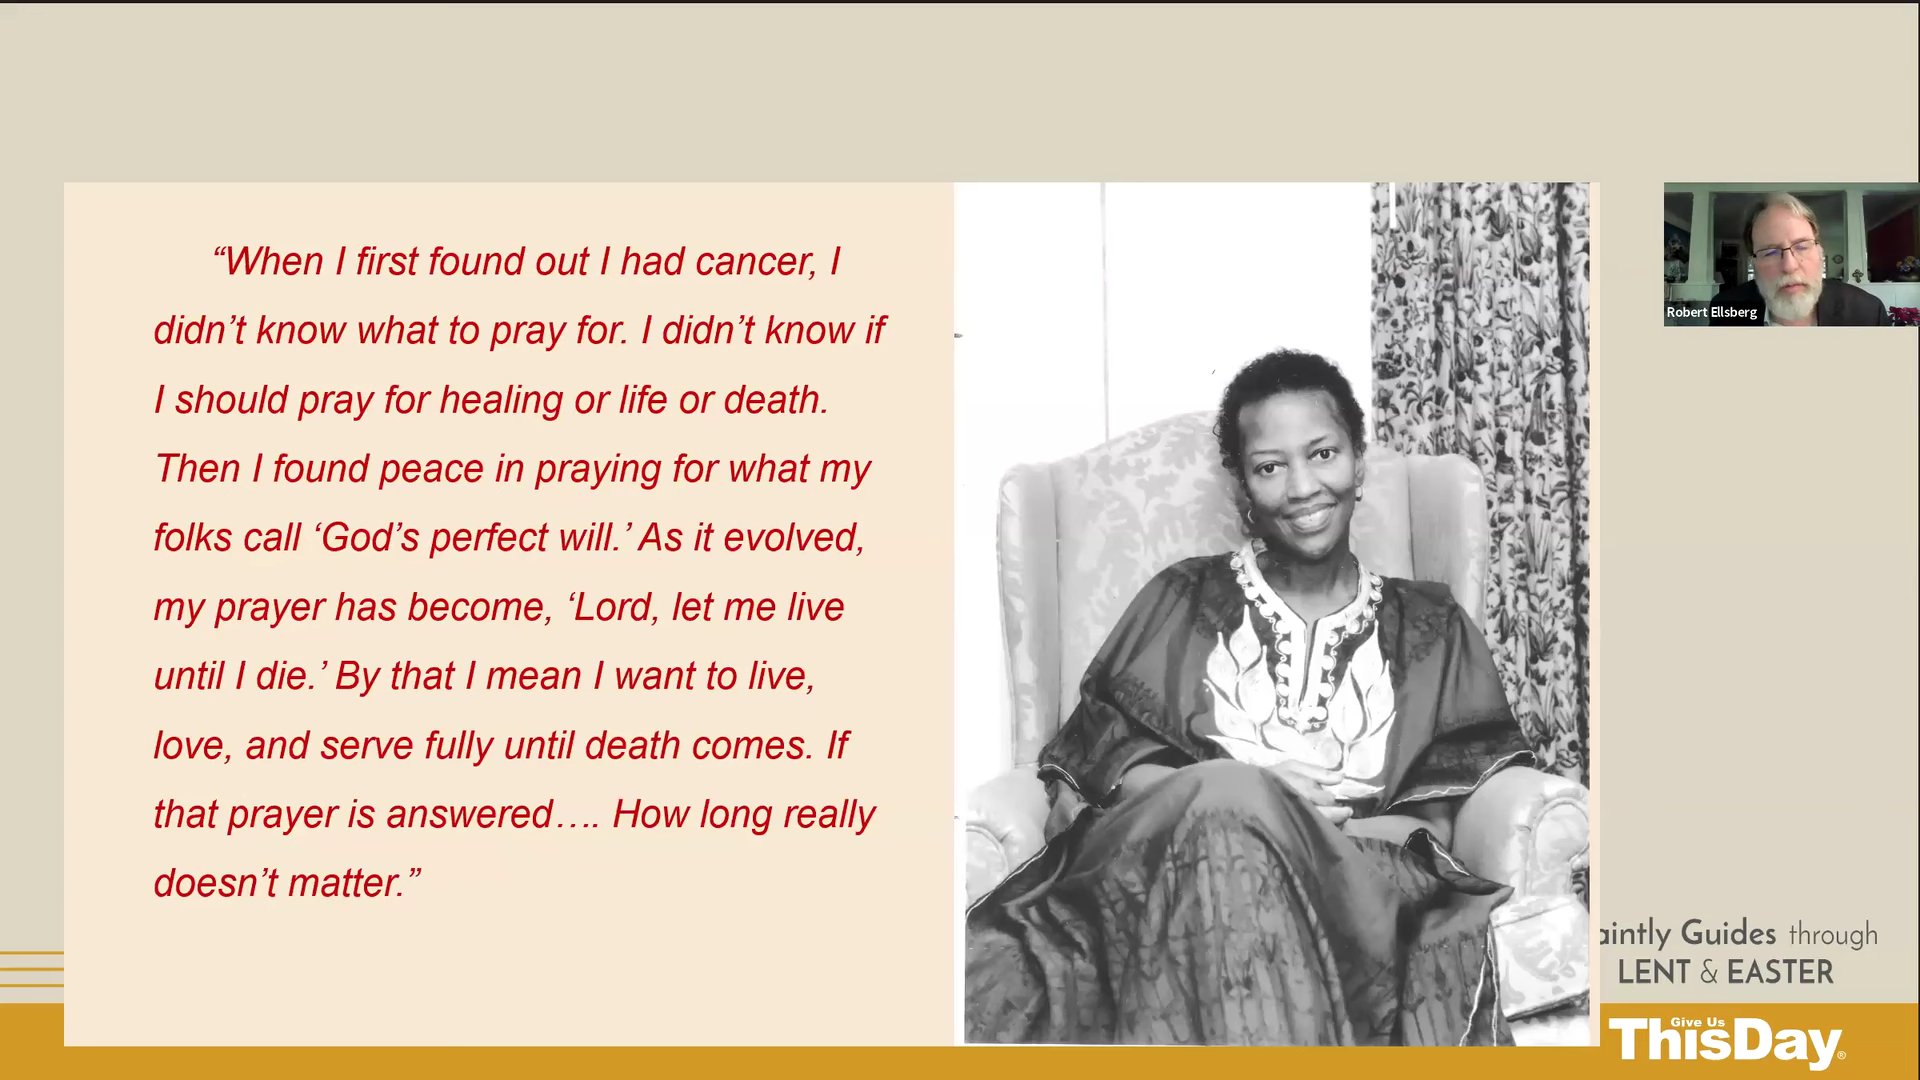 “When I first found out I had cancer, I
didn’t know what to pray for. I didn’t know if
I should pray for healing or life or death.
Then I found peace in praying for what my
folks call ‘God’s perfect will.’ As it evolved,
my prayer has become, ‘Lord, let me live
until I die.’ By that I mean I want to live,
love, and serve fully until death comes. If
that prayer is answered…. How long really
doesn’t matter.”
Robert Ellsberg
aintly Guides through
LENT & EASTER
Give Us
ThisDay®